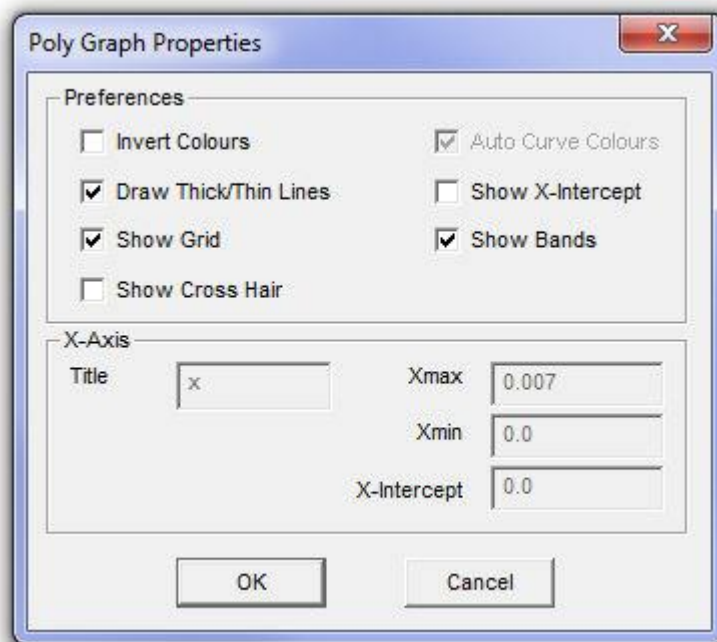 Poly Graph Properties
Preferences
Invert Colours
Auto Curve Colours
Draw Thick/Thin Lines
Show X-Intercept
Show Grid
Show Bands
Show Cross Hair
X-Axis
Title
x
Xmax
0.007
Xmin
0.0
X-Intercept
0.0
OK
Cancel